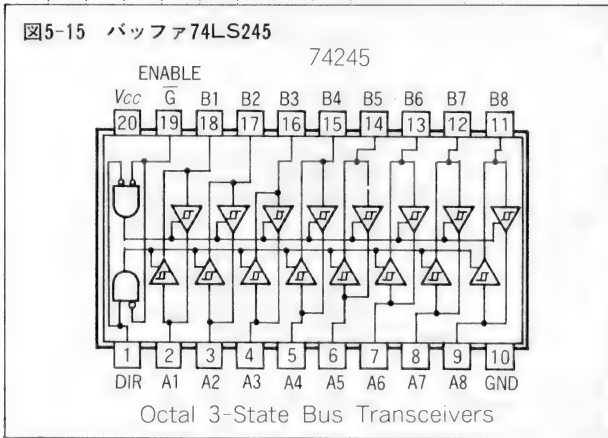 図5-15 バッファ74LS245
74245
ENABLE
Vcc G̅ B1 B2 B3 B4 B5 B6 B7 B8
20 19 18 17 16 15 14 13 12 11
1 2 3 4 5 6 7 8 9 10
DIR A1 A2 A3 A4 A5 A6 A7 A8 GND
Octal 3-State Bus Transceivers